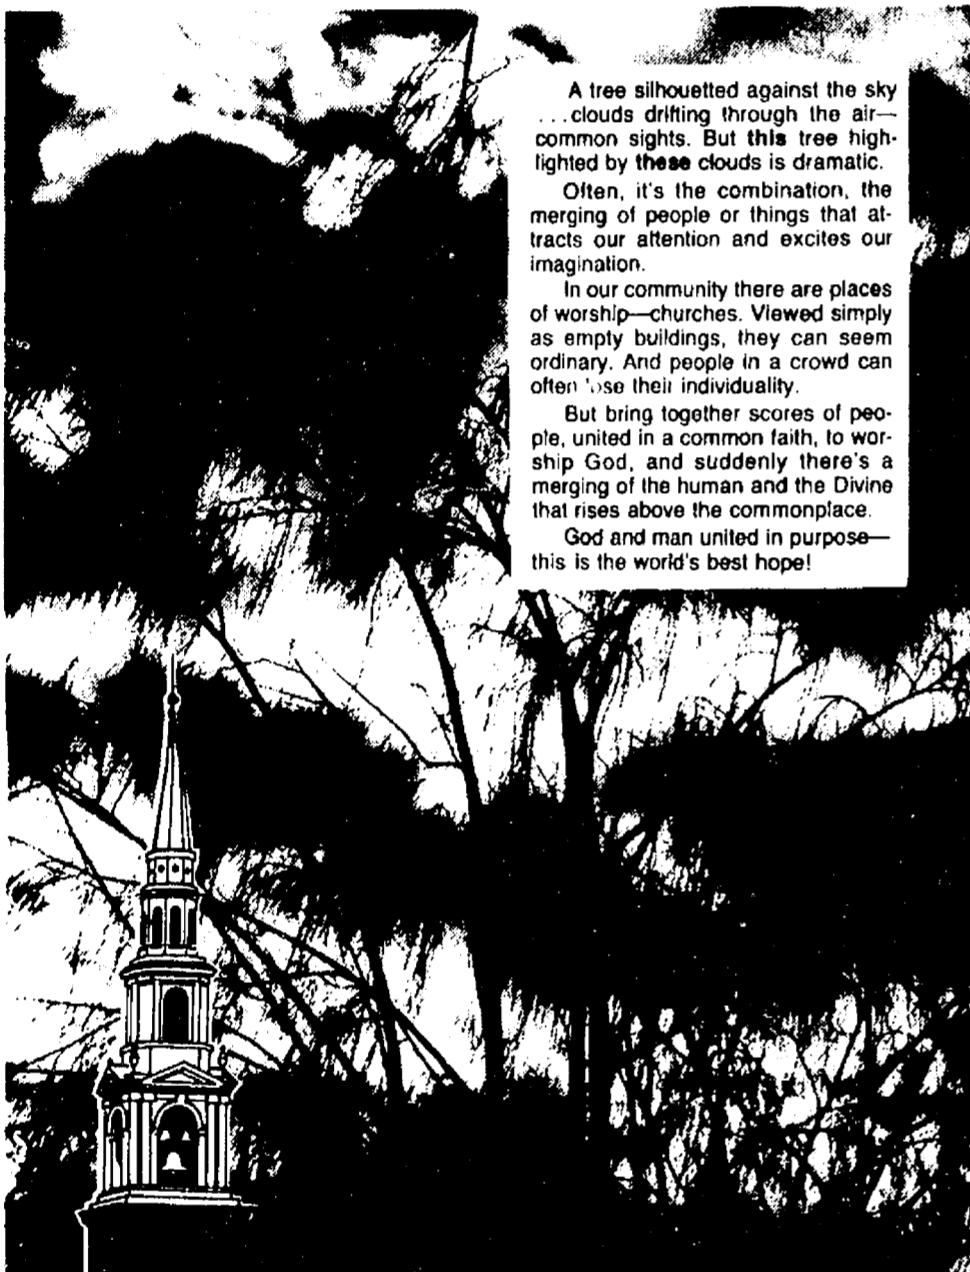 A tree silhouetted against the sky
...clouds drifting through the air—
common sights. But this tree high-
lighted by these clouds is dramatic.
Often, it's the combination, the
merging of people or things that at-
tracts our attention and excites our
imagination.
In our community there are places
of worship—churches. Viewed simply
as empty buildings, they can seem
ordinary. And people in a crowd can
often lose their individuality.
But bring together scores of peo-
ple, united in a common faith, to wor-
ship God, and suddenly there's a
merging of the human and the Divine
that rises above the commonplace.
God and man united in purpose—
this is the world's best hope!